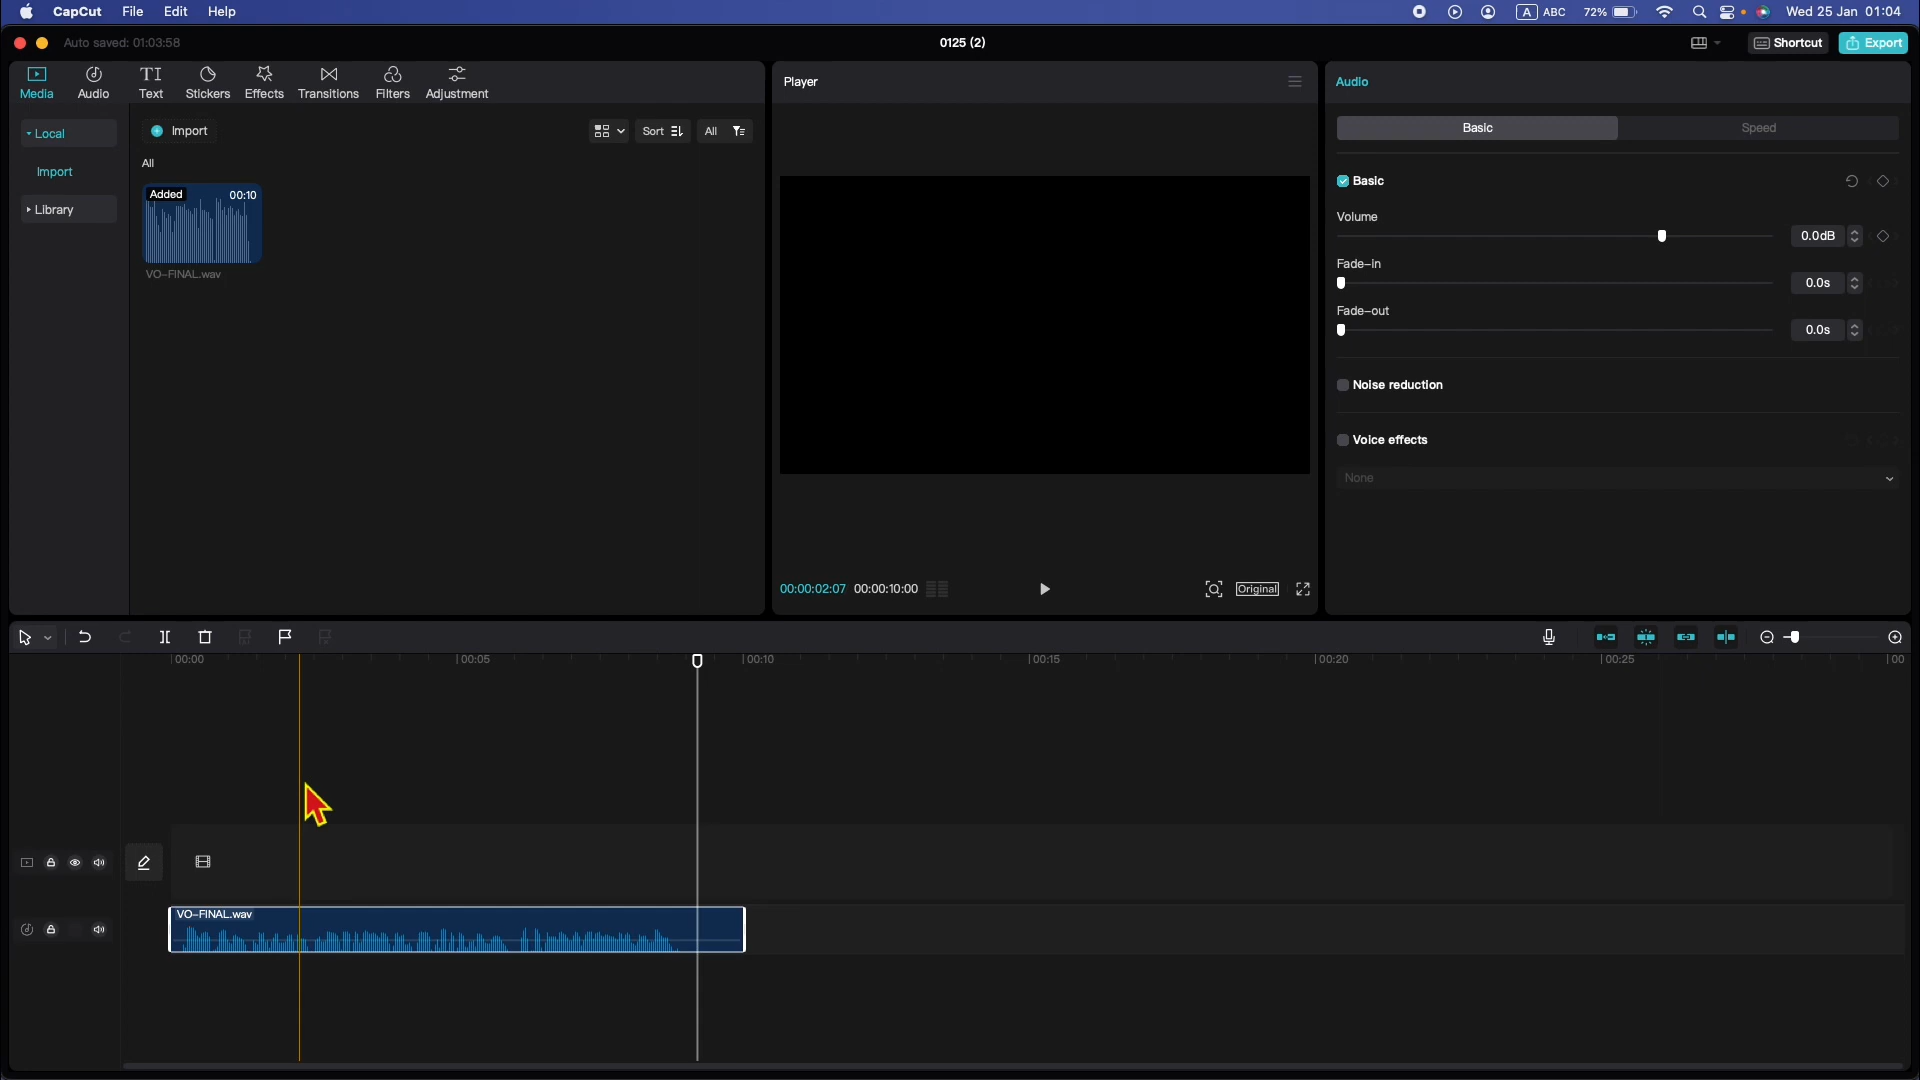 CapCut File Edit Help A ABC 72% Wed 25 Jan 01:04
Auto saved: 01:03:58 0125 (2) Shortcut Export
Media Audio Text Stickers Effects Transitions Filters Adjustment
Player
Audio
Local
Import
Library
Import Sort All
All
Added 00:10
VO-FINAL.wav
00:00:02:07 00:00:10:00 Original
Basic Speed
Basic
Volume
0.0dB
Fade-in
0.0s
Fade-out
0.0s
Noise reduction
Voice effects
None
00:00 00:05 00:10 00:15 00:20 00:25 00
VO-FINAL.wav